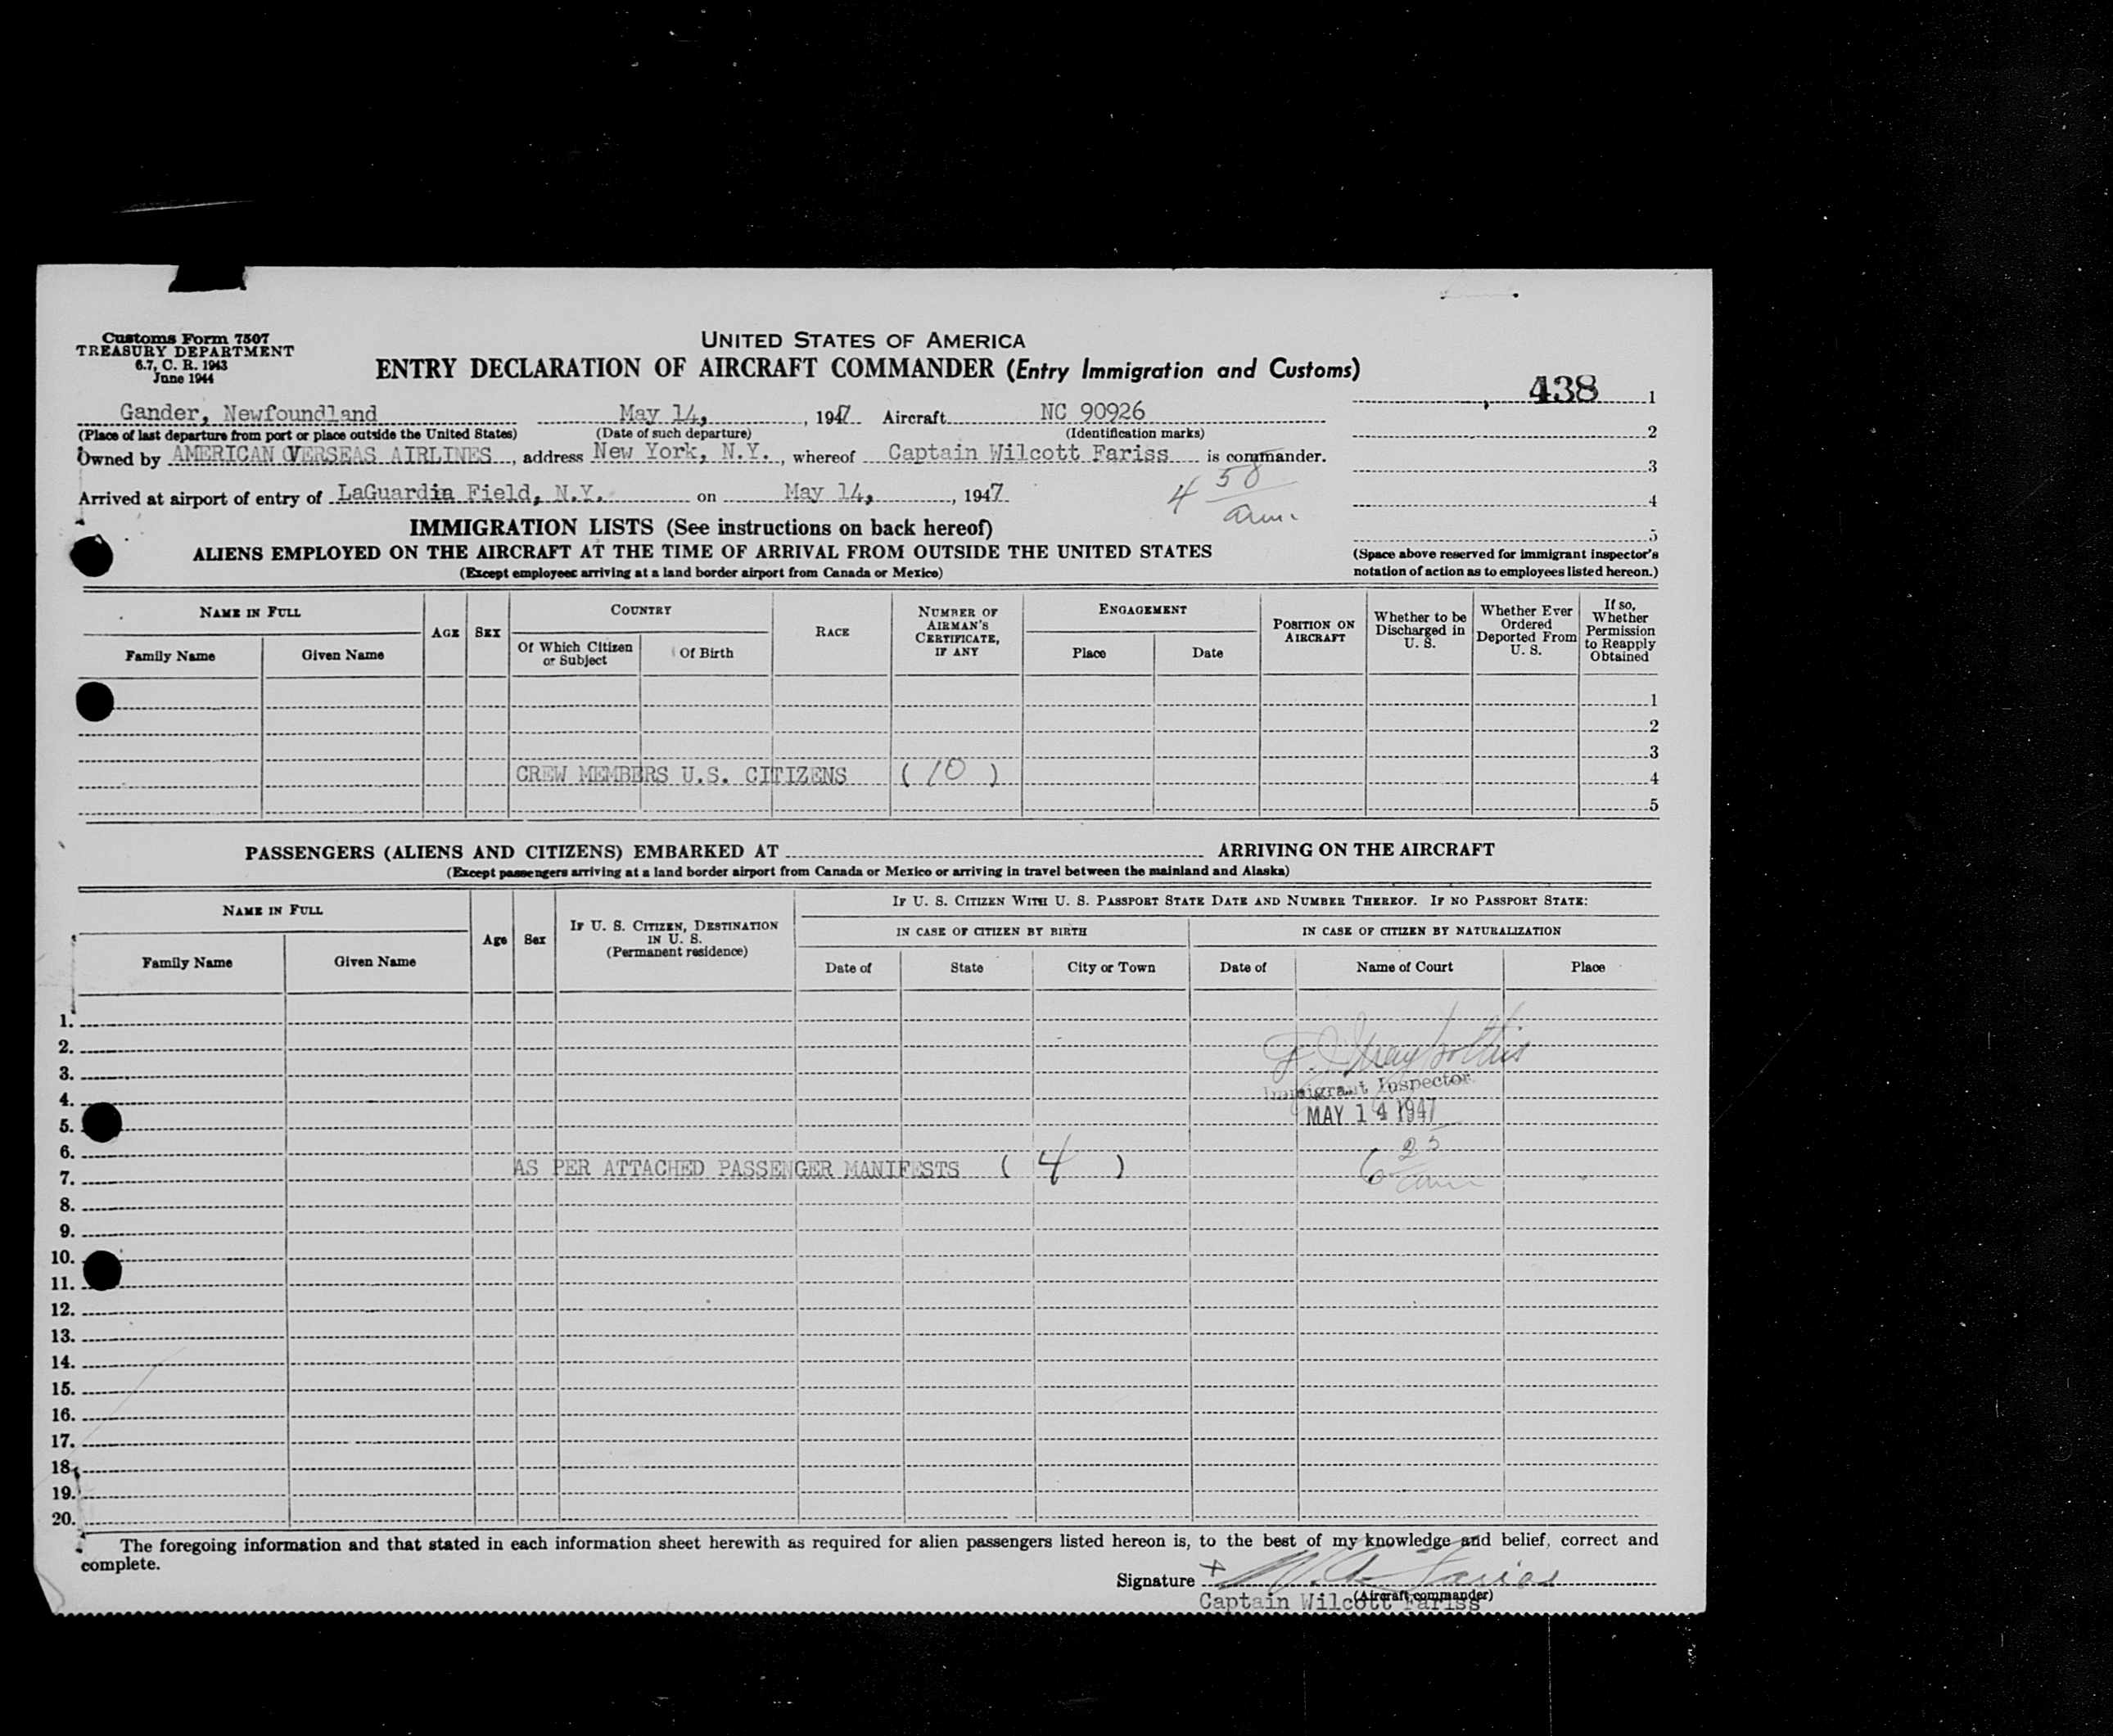 Customs Form 7507
TREASURY DEPARTMENT
6.7, C. R. 1943
June 1944
UNITED STATES OF AMERICA
ENTRY DECLARATION OF AIRCRAFT COMMANDER (Entry Immigration and Customs)
438 1
2
3
4
5
Gander, Newfoundland May 14, , 1947 Aircraft NC 90926
(Place of last departure from port or place outside the United States) (Date of such departure) (Identification marks)
Owned by AMERICAN OVERSEAS AIRLINES , address New York, N.Y. , whereof Captain Wilcott Fariss is commander.
Arrived at airport of entry of LaGuardia Field, N.Y. on May 14, , 1947
4 58
am.
IMMIGRATION LISTS (See instructions on back hereof)
ALIENS EMPLOYED ON THE AIRCRAFT AT THE TIME OF ARRIVAL FROM OUTSIDE THE UNITED STATES
(Except employees arriving at a land border airport from Canada or Mexico)
(Space above reserved for immigrant inspector's
notation of action as to employees listed hereon.)
NAME IN FULL
Family Name
Given Name
AGE
SEX
COUNTRY
Of Which Citizen
or Subject
Of Birth
RACE
NUMBER OF
AIRMAN'S
CERTIFICATE,
IF ANY
ENGAGEMENT
Place
Date
POSITION ON
AIRCRAFT
Whether to be
Discharged in
U. S.
Whether Ever
Ordered
Deported From
U. S.
If so,
Whether
Permission
to Reapply
Obtained
1
2
3
CREW MEMBERS U.S. CITIZENS ( 10 ) 4
5
PASSENGERS (ALIENS AND CITIZENS) EMBARKED AT ARRIVING ON THE AIRCRAFT
(Except passengers arriving at a land border airport from Canada or Mexico or arriving in travel between the mainland and Alaska)
NAME IN FULL
Family Name
Given Name
Age
Sex
IF U. S. CITIZEN, DESTINATION
IN U. S.
(Permanent residence)
IF U. S. CITIZEN WITH U. S. PASSPORT STATE DATE AND NUMBER THEREOF. IF NO PASSPORT STATE:
IN CASE OF CITIZEN BY BIRTH
IN CASE OF CITIZEN BY NATURALIZATION
Date of
State
City or Town
Date of
Name of Court
Place
1.
2.
3.
Immigrant Inspector
4.
MAY 14 1947
5.
6. 25
7. AS PER ATTACHED PASSENGER MANIFESTS ( 4 ) 6
8.
9.
10.
11.
12.
13.
14.
15.
16.
17.
18.
19.
20.
The foregoing information and that stated in each information sheet herewith as required for alien passengers listed hereon is, to the best of my knowledge and belief, correct and
complete.
Signature
(Aircraft commander)
Captain Wilcott Fariss